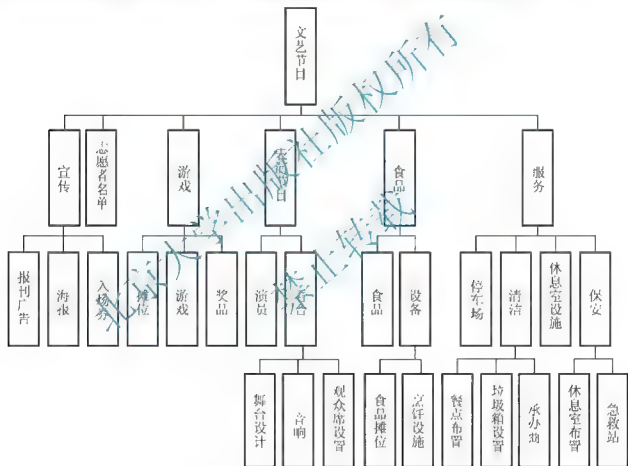 文艺节目
宣传
志愿者名单
游戏
表演节目
食品
服务
报刊广告
海报
入场券
摊位
游戏
奖品
演员
食品
设备
停车场
清洁
休息室设施
保安
舞台设计
音响
观众席设置
食品摊位
烹饪设施
餐点布置
垃圾箱设置
承办商
休息室布置
急救站
北京大学出版社版权所有
禁止转载